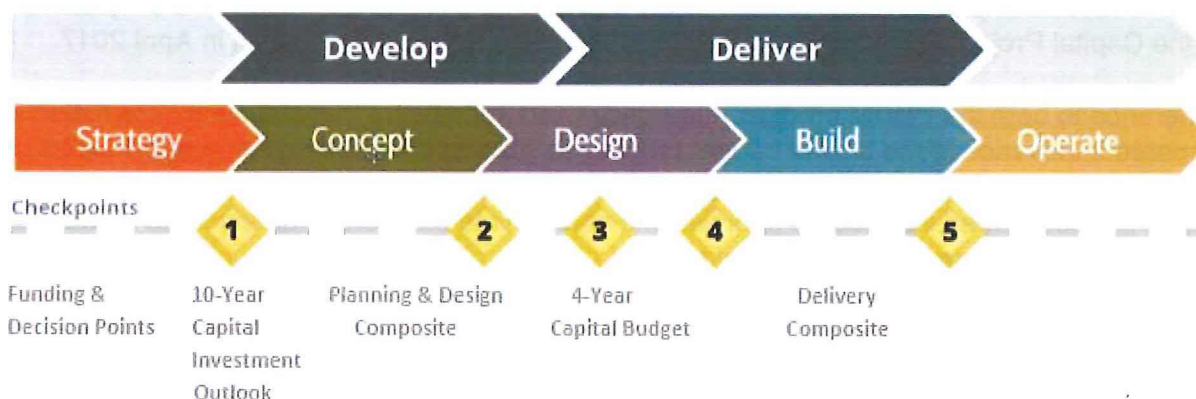 Develop
Deliver
Strategy
Concept
Design
Build
Operate
Checkpoints
1
2
3
4
5
Funding &
Decision Points
10-Year
Capital
Investment
Outlook
Planning & Design
Composite
4-Year
Capital Budget
Delivery
Composite